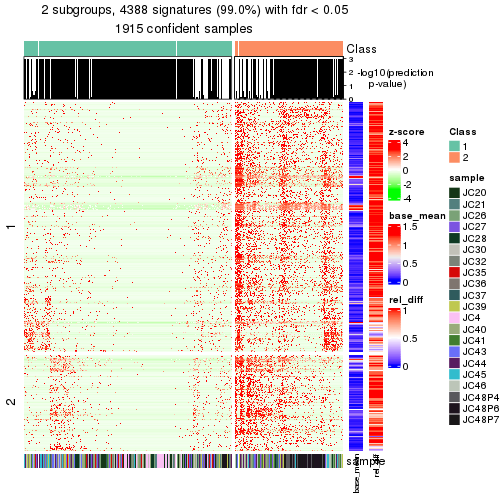 2 subgroups, 4388 signatures (99.0%) with fdr < 0.05
1915 confident samples
Class
3
2
1
0
-log10(prediction
p-value)
1
2
z-score
4
2
0
-2
-4
base_mean
1.5
1
0.5
0
rel_diff
1
0.5
0
Class
1
2
sample
JC20
JC21
JC26
JC27
JC28
JC30
JC32
JC35
JC36
JC37
JC39
JC4
JC40
JC41
JC43
JC44
JC45
JC46
JC48P4
JC48P6
JC48P7
sample
base_mean
rel_diff